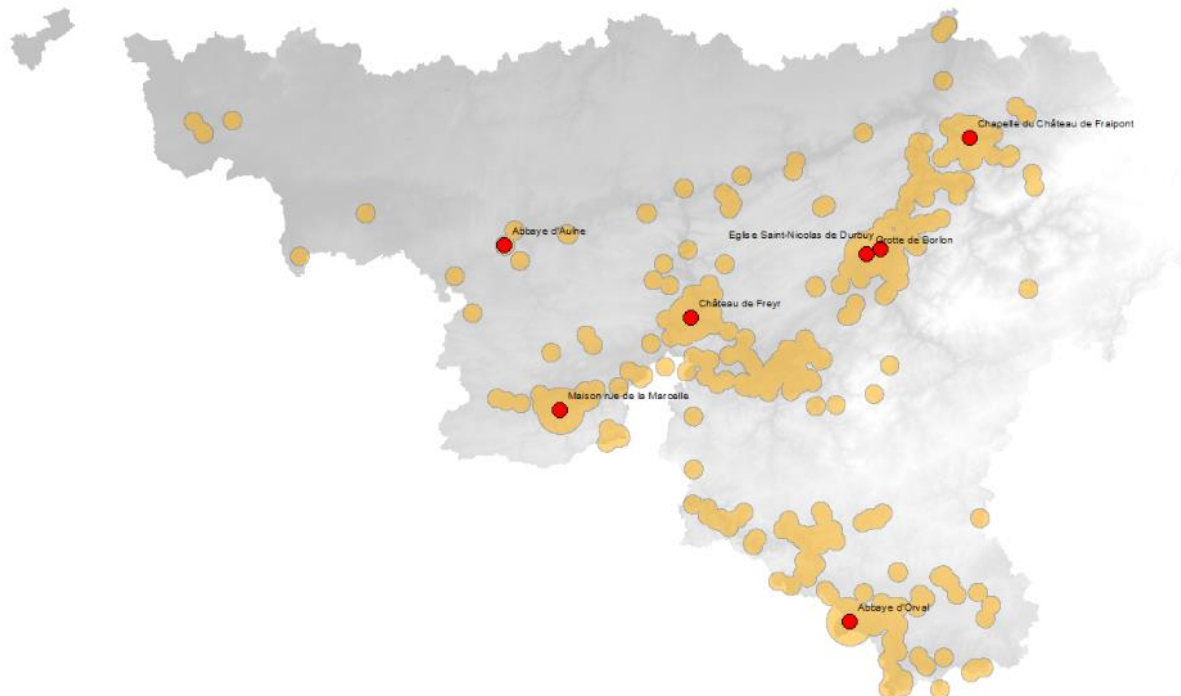 Chapelle du Château de Fraipont
Abbaye d'Aulne
Eglise Saint-Nicolas de Durbuy
Grotte de Borlon
Château de Freyr
Maison rue de la Marcelle
Abbaye d'Orval